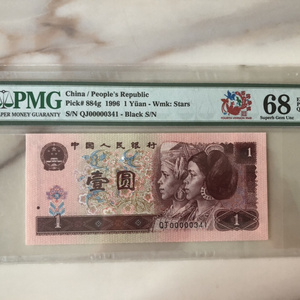 PMG
PAPER MONEY GUARANTY
China / People's Republic
Pick# 884g 1996 1 Yüan - Wmk: Stars
S/N QJ00000341 - Black S/N
68
Superb Gem Unc
中国人民银行
1
壹圆
1
QJ00000341